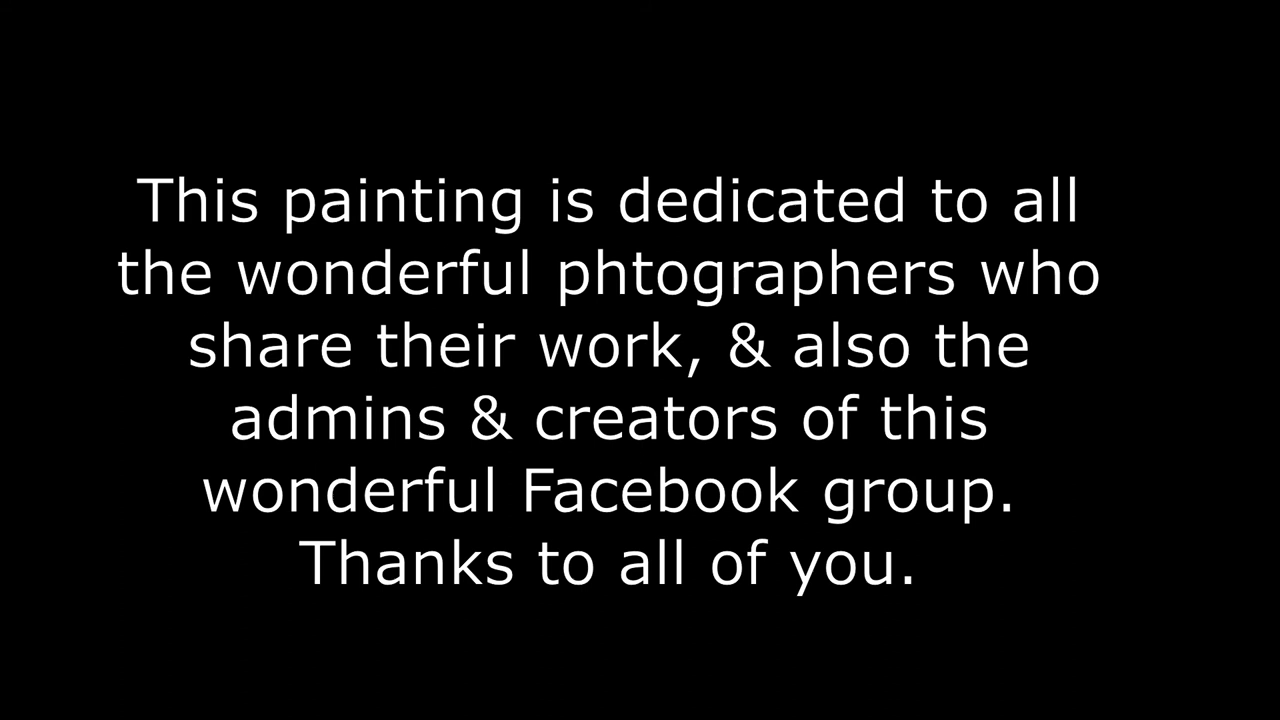 This painting is dedicated to all
the wonderful phtographers who
share their work, & also the
admins & creators of this
wonderful Facebook group.
Thanks to all of you.